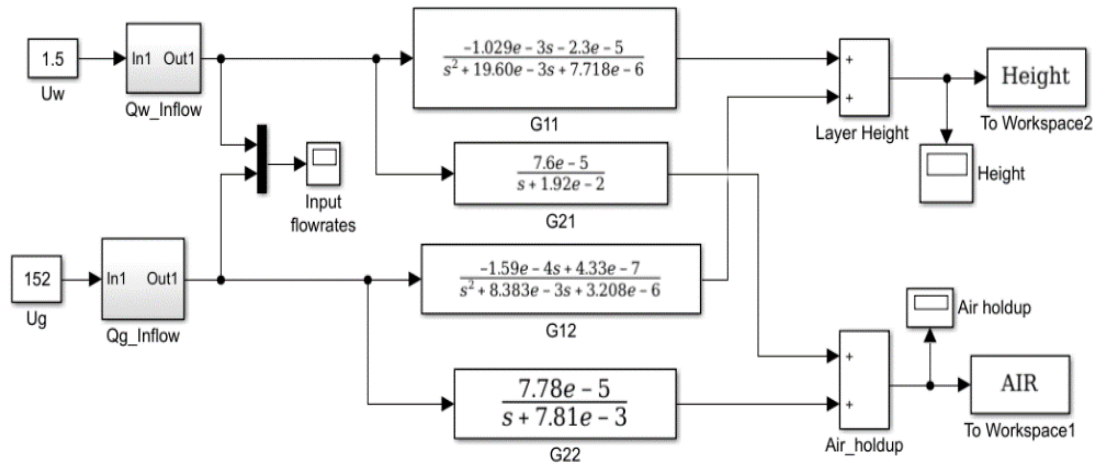 1.5
Uw
In1 Out1
Qw_Inflow
-1.029e - 3s - 2.3e - 5
s² + 19.60e - 3s + 7.718e - 6
G11
+
+
Layer Height
Height
To Workspace2
Height
Input
flowrates
7.6e - 5
s + 1.92e - 2
G21
152
Ug
In1 Out1
Qg_Inflow
-1.59e - 4s + 4.33e - 7
s² + 8.383e - 3s + 3.208e - 6
G12
Air holdup
+
+
Air_holdup
AIR
To Workspace1
7.78e - 5
s + 7.81e - 3
G22